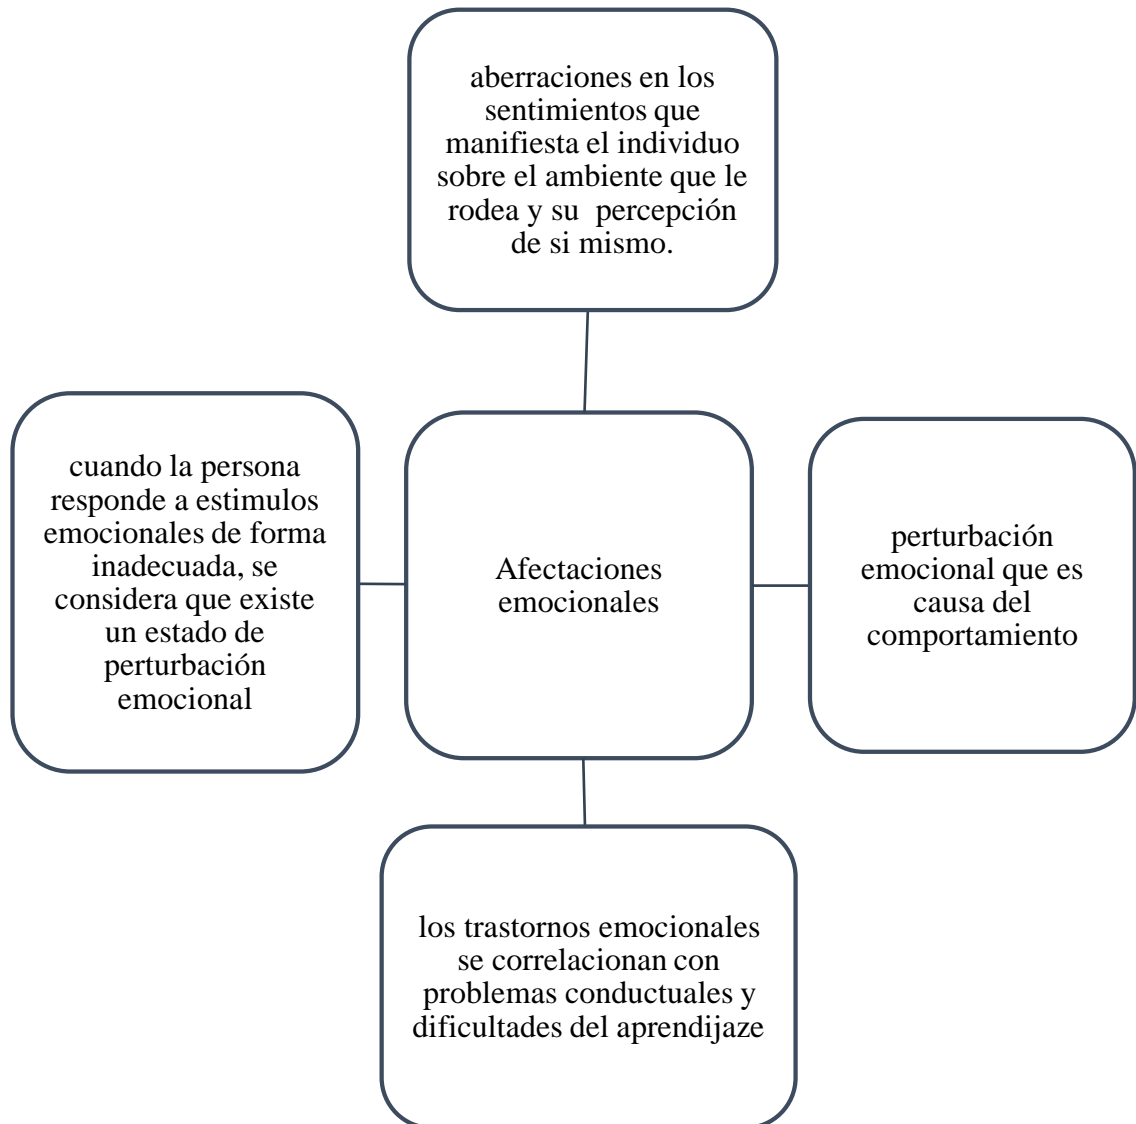 aberraciones en los
sentimientos que
manifiesta el individuo
sobre el ambiente que le
rodea y su percepción
de si mismo.
cuando la persona
responde a estimulos
emocionales de forma
inadecuada, se
considera que existe
un estado de
perturbación
emocional
Afectaciones
emocionales
perturbación
emocional que es
causa del
comportamiento
los trastornos emocionales
se correlacionan con
problemas conductuales y
dificultades del aprendijaze